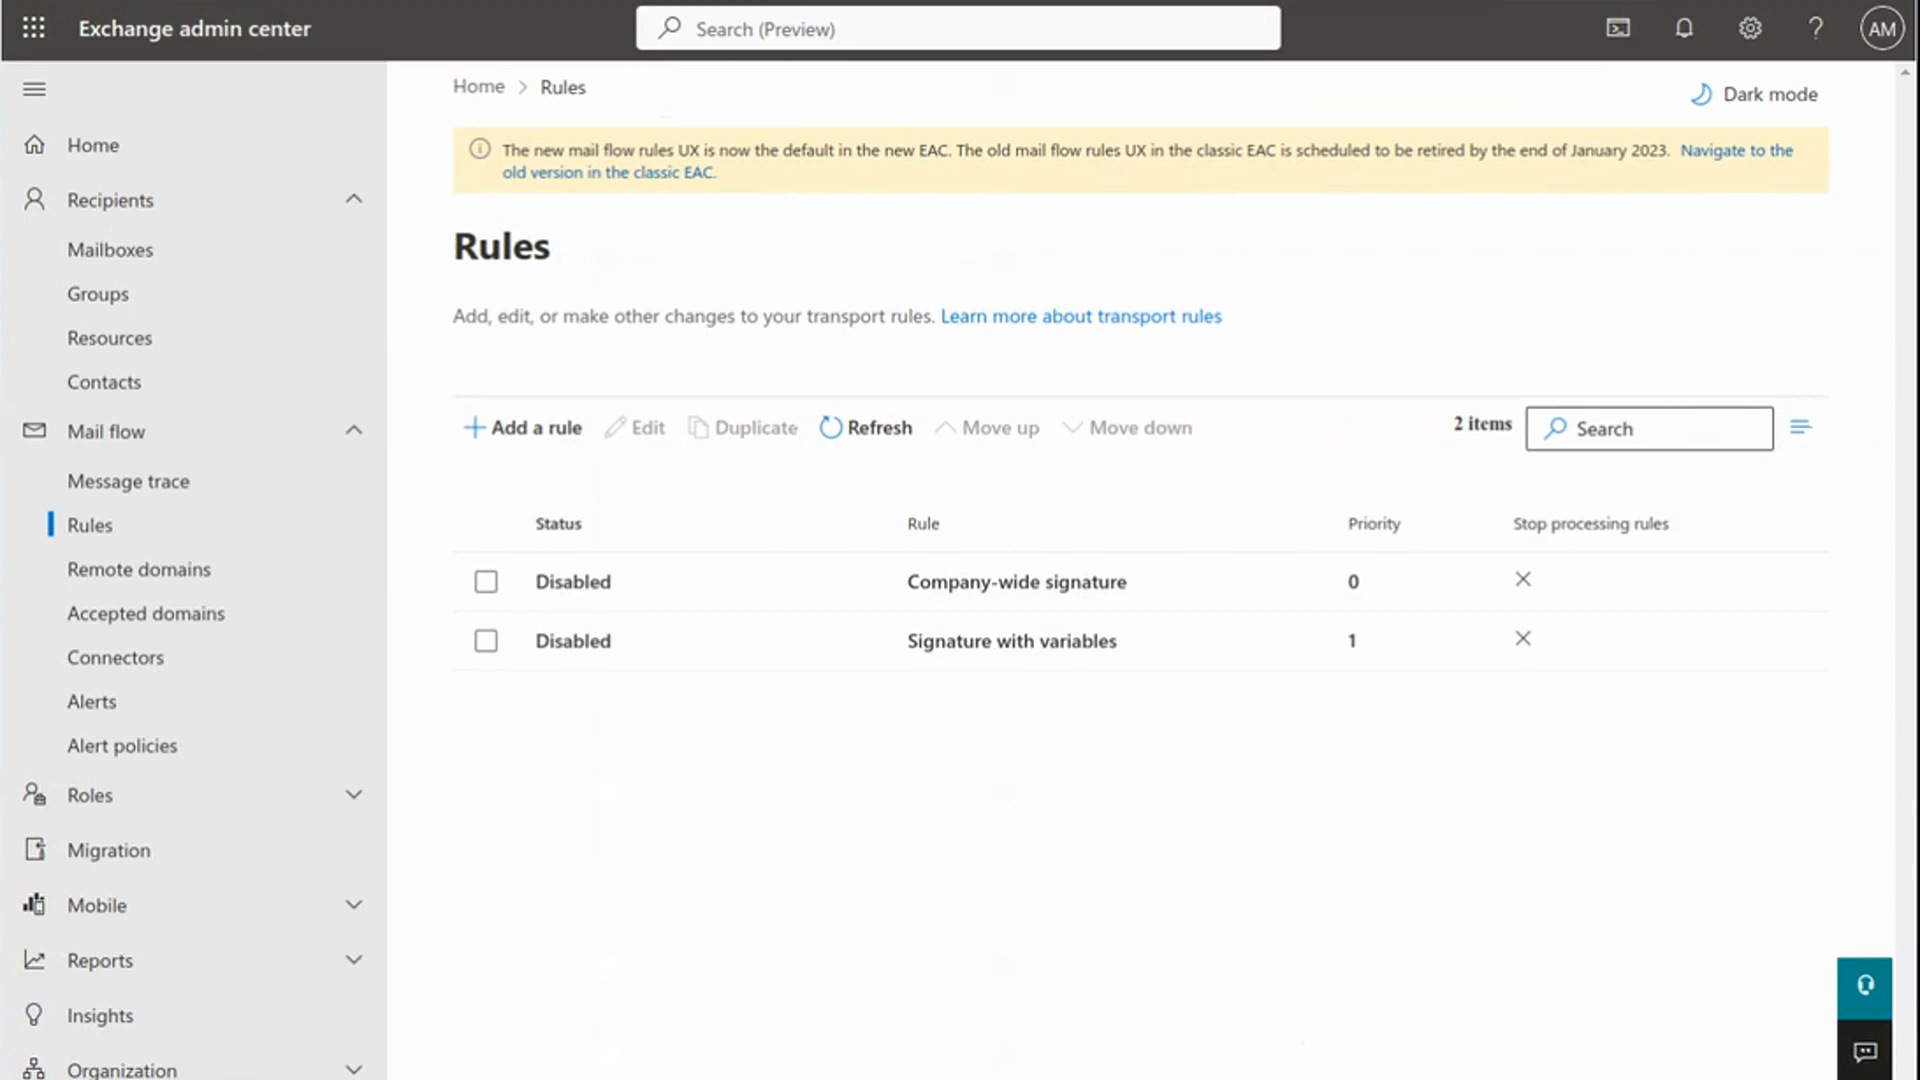 Exchange admin center
Search (Preview)
AM
Home > Rules
Dark mode
The new mail flow rules UX is now the default in the new EAC. The old mail flow rules UX in the classic EAC is scheduled to be retired by the end of January 2023. Navigate to the
old version in the classic EAC.
Home
Recipients
Mailboxes
Groups
Resources
Contacts
Mail flow
Message trace
Rules
Remote domains
Accepted domains
Connectors
Alerts
Alert policies
Roles
Migration
Mobile
Reports
Insights
Organization
Rules
Add, edit, or make other changes to your transport rules. Learn more about transport rules
Add a rule Edit Duplicate Refresh Move up Move down 2 items Search
Status Rule Priority Stop processing rules
Disabled Company-wide signature 0
Disabled Signature with variables 1